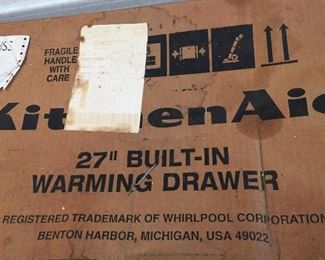 FRAGILE
HANDLE
WITH
CARE
KitchenAid
27" BUILT-IN
WARMING DRAWER
REGISTERED TRADEMARK OF WHIRLPOOL CORPORATION
BENTON HARBOR, MICHIGAN, USA 49022